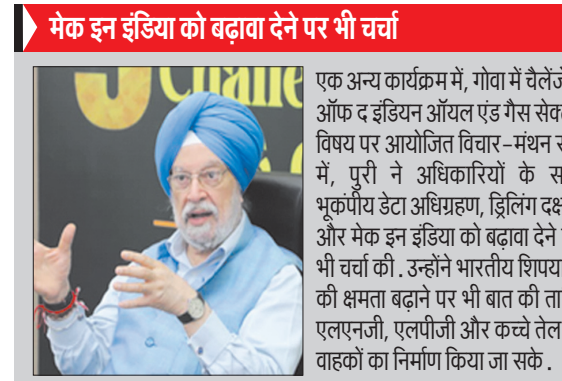 मेक इन इंडिया को बढ़ावा देने पर भी चर्चा
Challe
एक अन्य कार्यक्रम में, गोवा में चैलेंजे
ऑफ द इंडियन ऑयल एंड गैस सेक्
विषय पर आयोजित विचार-मंथन स
में, पुरी ने अधिकारियों के स
भूकंपीय डेटा अधिग्रहण, ड्रिलिंग दक्ष
और मेक इन इंडिया को बढ़ावा देने
भी चर्चा की. उन्होंने भारतीय शिपया
की क्षमता बढ़ाने पर भी बात की ता
एलएनजी, एलपीजी और कच्चे तेल
वाहकों का निर्माण किया जा सके.